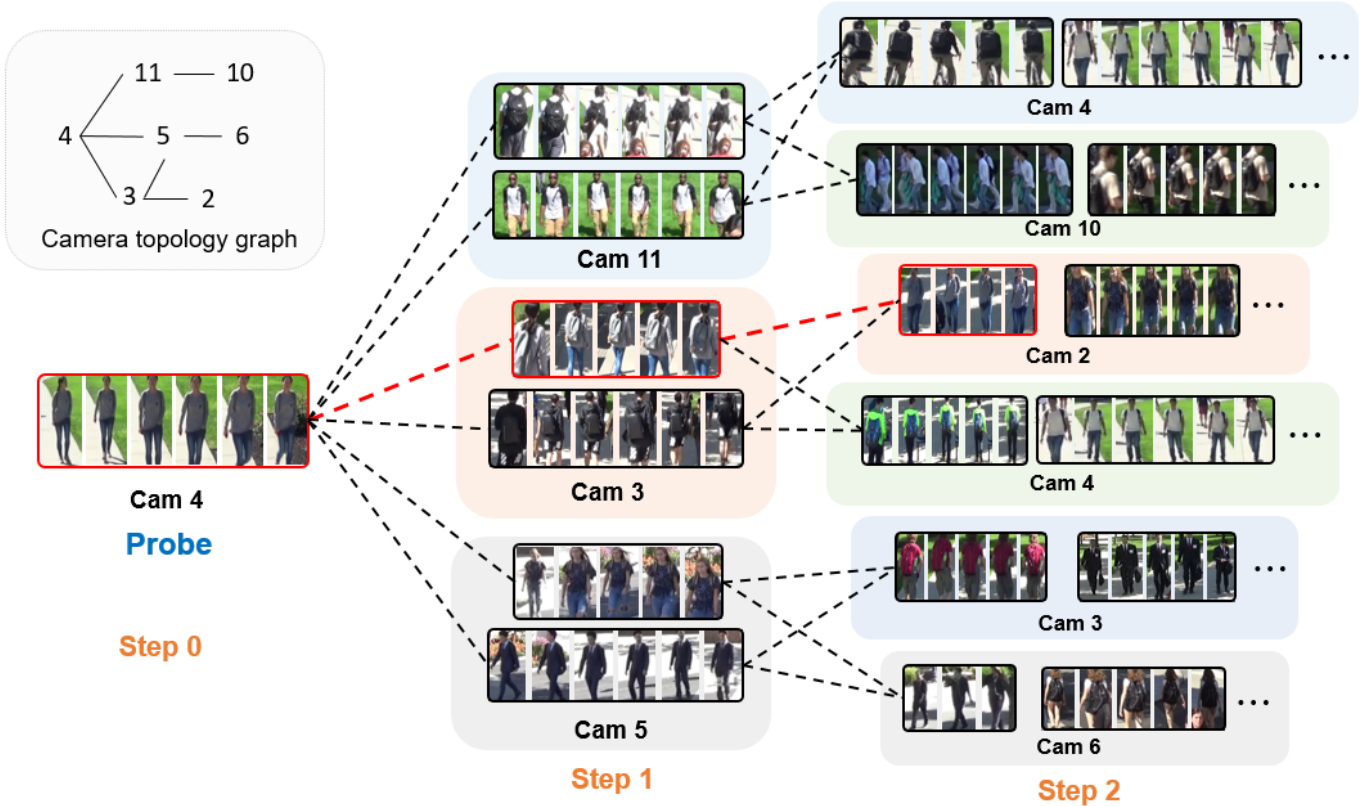 11 10
4 5 6
3 2
Camera topology graph
Cam 4
Probe
Step 0
Cam 11
Cam 3
Cam 5
Step 1
Cam 4
...
Cam 10
...
Cam 2
...
Cam 4
...
Cam 3
...
Cam 6
...
Step 2